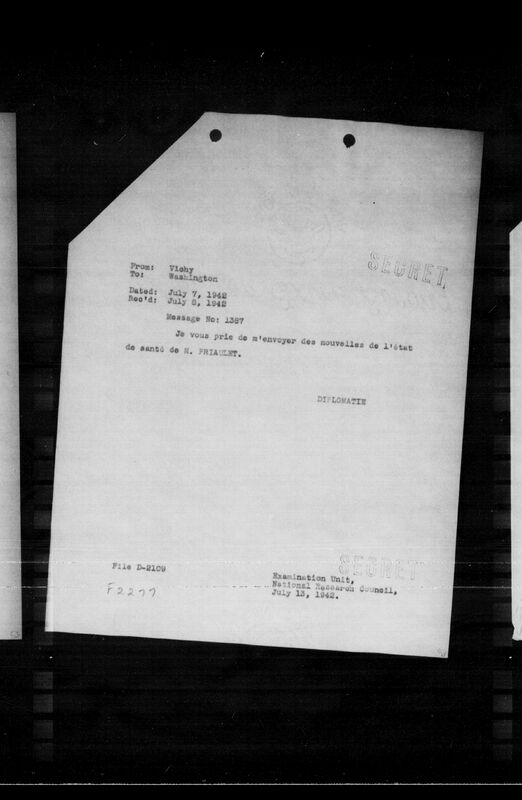 SECRET
From: Vichy
To: Washington
Dated: July 7, 1942
Rec'd: July 8, 1942
Message No: 1387
Je vous prie de m'envoyer des nouvelles de l'état
de santé de M. FRIAULET.
DIPLOMATIE
File D-2109
SECRET
F2277
Examination Unit,
National Research Council,
July 13, 1942.